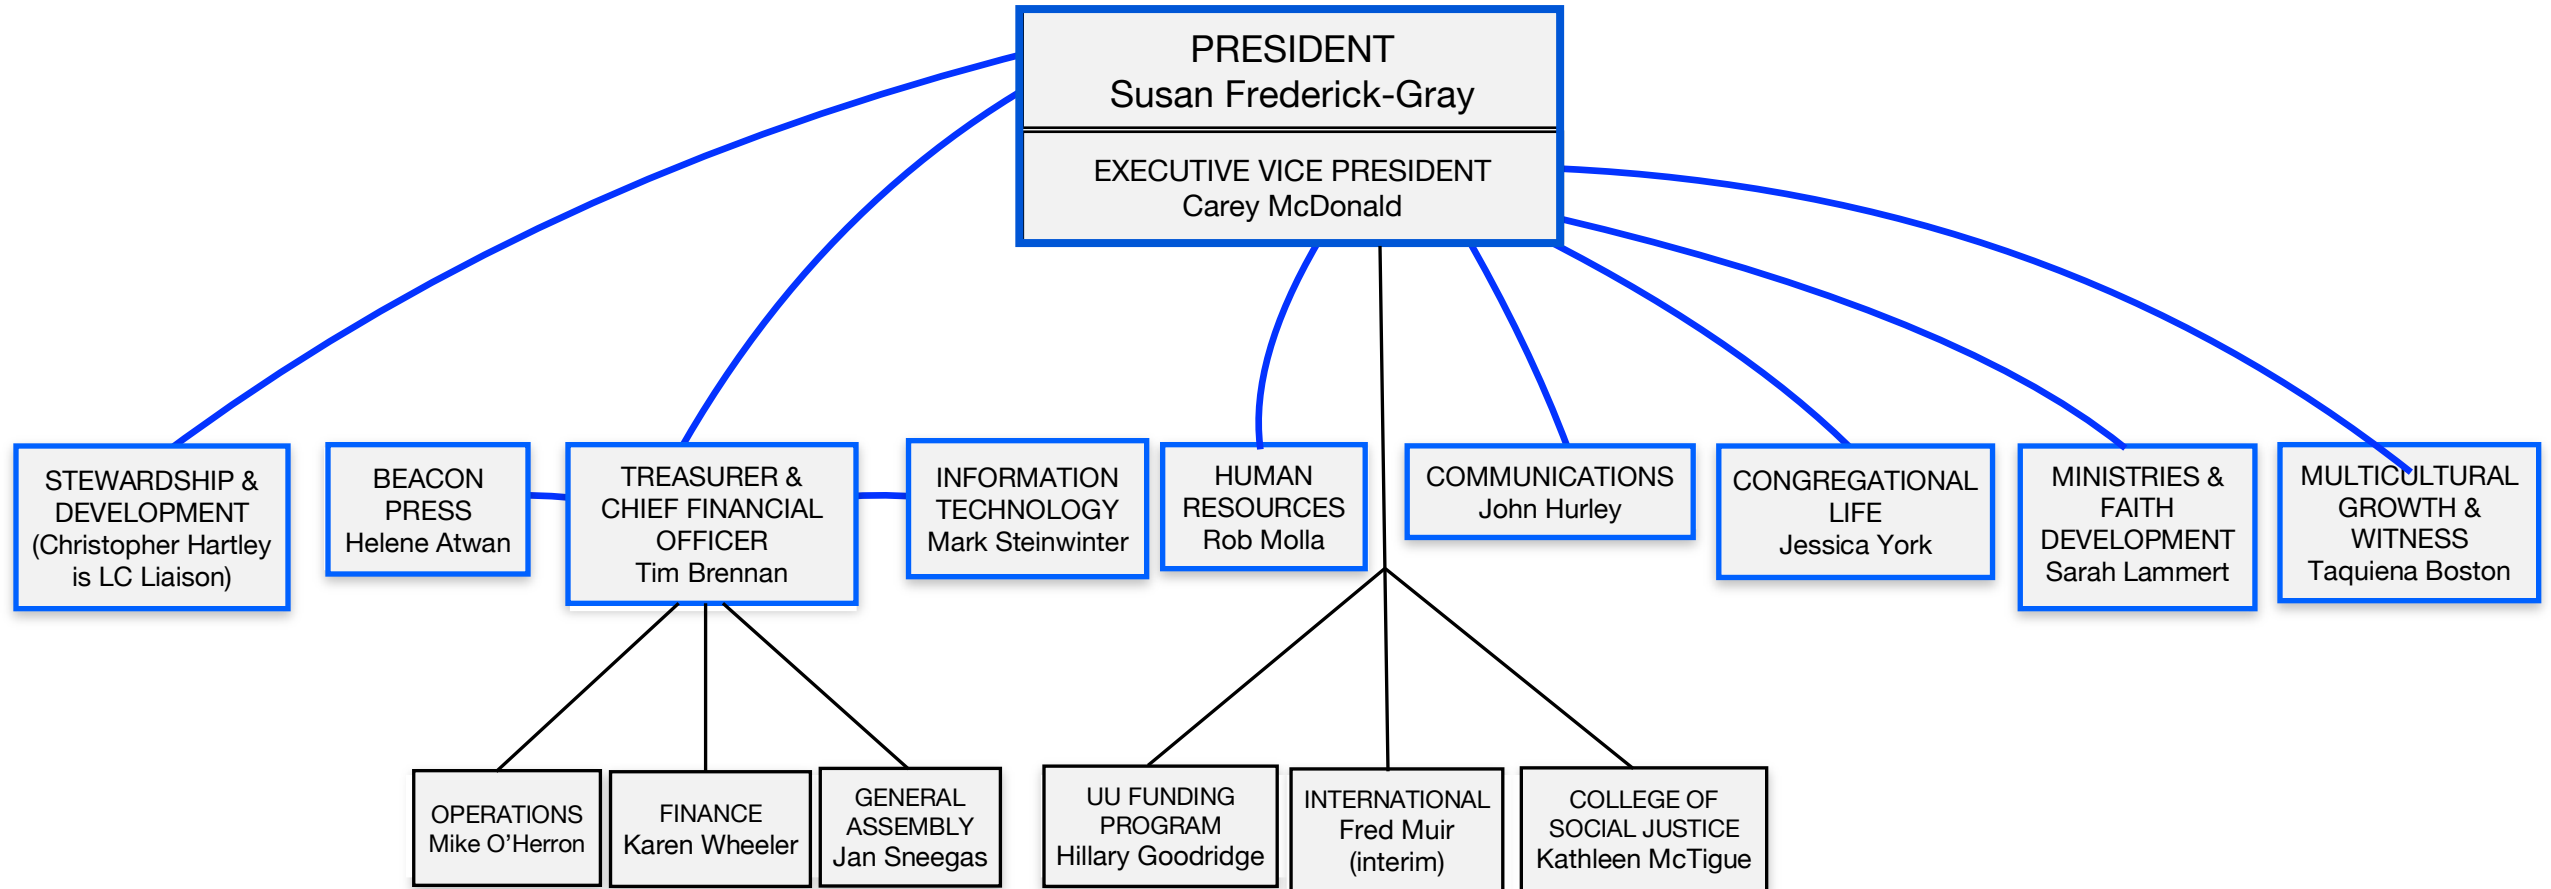 PRESIDENT
Susan Frederick-Gray
EXECUTIVE VICE PRESIDENT
Carey McDonald
STEWARDSHIP &
DEVELOPMENT
(Christopher Hartley
is LC Liaison)
BEACON
PRESS
Helene Atwan
TREASURER &
CHIEF FINANCIAL
OFFICER
Tim Brennan
INFORMATION
TECHNOLOGY
Mark Steinwinter
HUMAN
RESOURCES
Rob Molla
COMMUNICATIONS
John Hurley
CONGREGATIONAL
LIFE
Jessica York
MINISTRIES &
FAITH
DEVELOPMENT
Sarah Lammert
MULTICULTURAL
GROWTH &
WITNESS
Taquiena Boston
OPERATIONS
Mike O’Herron
FINANCE
Karen Wheeler
GENERAL
ASSEMBLY
Jan Sneegas
UU FUNDING
PROGRAM
Hillary Goodridge
INTERNATIONAL
Fred Muir
(interim)
COLLEGE OF
SOCIAL JUSTICE
Kathleen McTigue